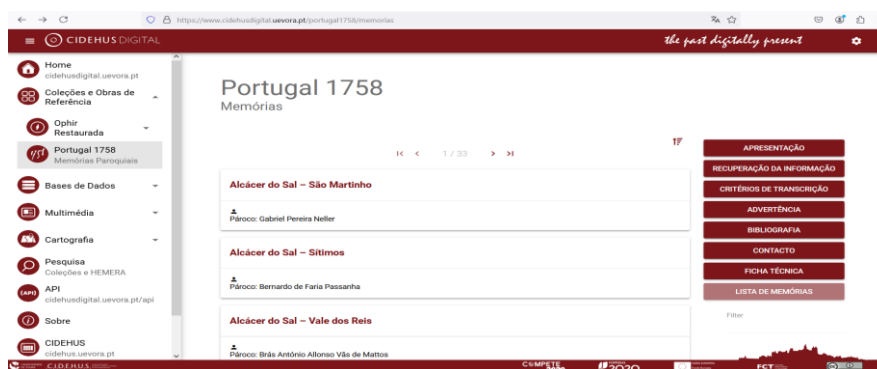 https://www.cidehusdigital.uevora.pt/portugal1758/memorias
CIDEHUS DIGITAL
the past digitally present
Home
cidehusdigital.uevora.pt
Coleções e Obras de
Referência
Ophir
Restaurada
Portugal 1758
Memórias Paroquiais
Bases de Dados
Multimédia
Cartografia
Pesquisa
Coleções e HEMERA
API
cidehusdigital.uevora.pt/api
Sobre
CIDEHUS
cidehus.uevora.pt
Portugal 1758
Memórias
1 / 33
Alcácer do Sal – São Martinho
Pároco: Gabriel Pereira Neller
Alcácer do Sal – Sítimos
Pároco: Bernardo de Faria Passanha
Alcácer do Sal – Vale dos Reis
Pároco: Brás António Allonso Vãs de Mattos
APRESENTAÇÃO
RECUPERAÇÃO DA INFORMAÇÃO
CRITÉRIOS DE TRANSCRIÇÃO
ADVERTÊNCIA
BIBLIOGRAFIA
CONTACTO
FICHA TÉCNICA
LISTA DE MEMÓRIAS
Filter
CIDEHUS
COMPETE
2020
FCT